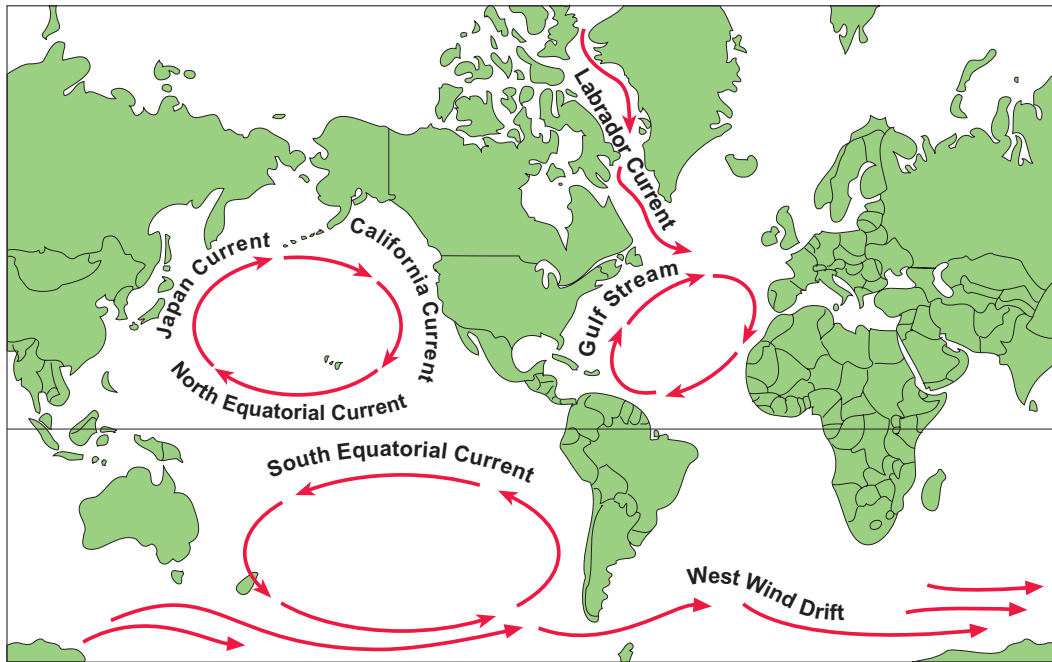 Labrador Current
Japan Current
California Current
Gulf Stream
North Equatorial Current
South Equatorial Current
West Wind Drift